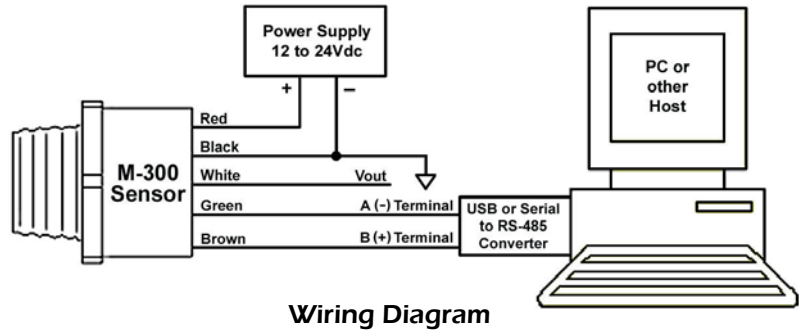 Power Supply
12 to 24Vdc
+ –
PC or
other
Host
M-300
Sensor
Red
Black
White Vout
Green A (-) Terminal
Brown B (+) Terminal
USB or Serial
to RS-485
Converter
Wiring Diagram